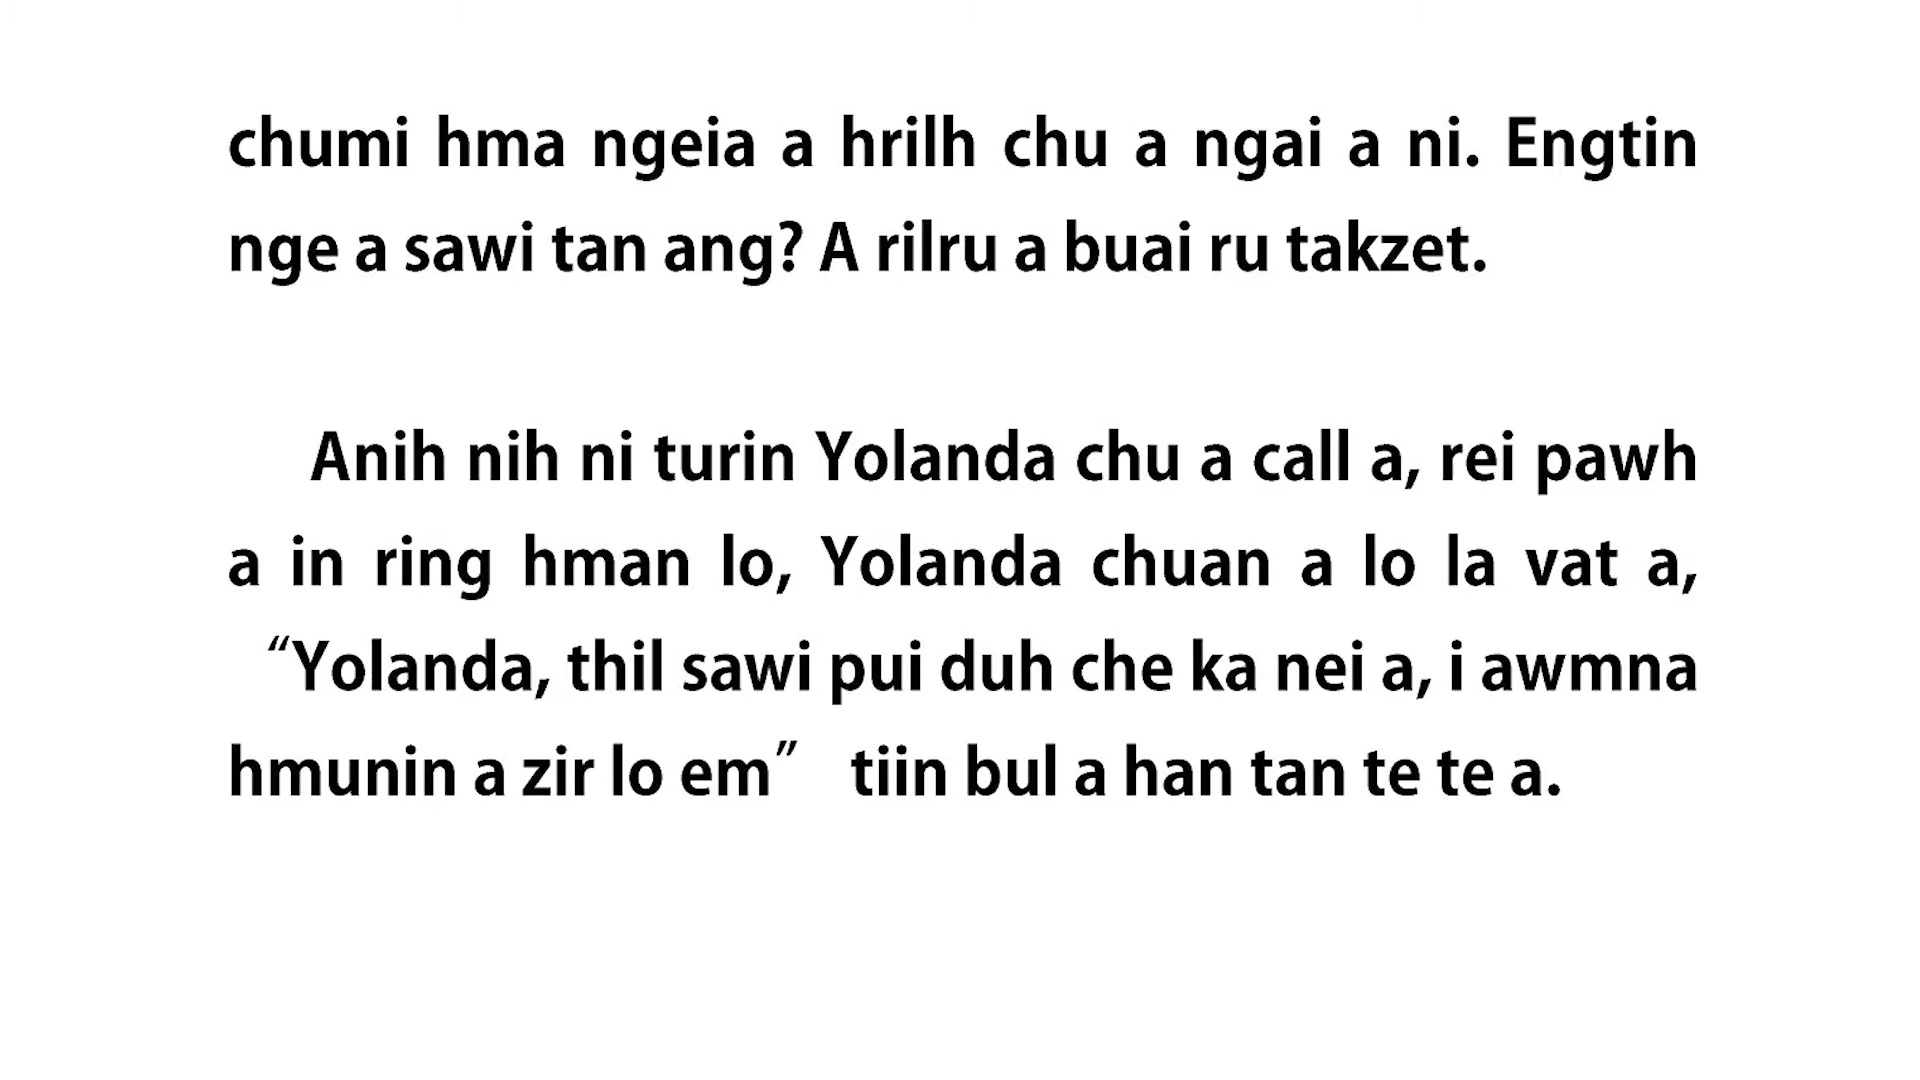 chumi hma ngeia a hrilh chu a ngai a ni. Engtin
nge a sawi tan ang? A rilru a buai ru takzet.
Anih nih ni turin Yolanda chu a call a, rei pawh
a in ring hman lo, Yolanda chuan a lo la vat a,
“Yolanda, thil sawi pui duh che ka nei a, i awmna
hmunin a zir lo em” tiin bul a han tan te te a.